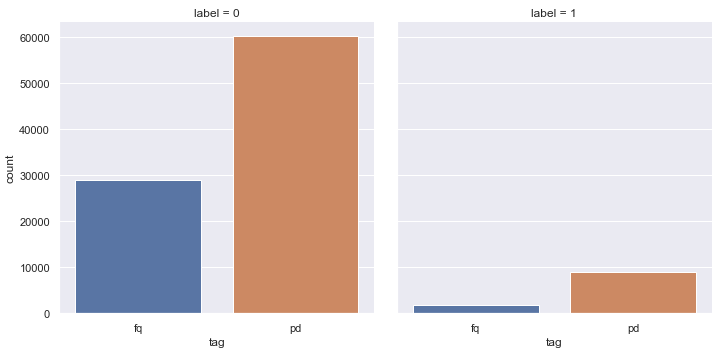 label = 0
label = 1
60000
50000
40000
30000
20000
10000
0
count
fq
pd
fq
pd
tag
tag